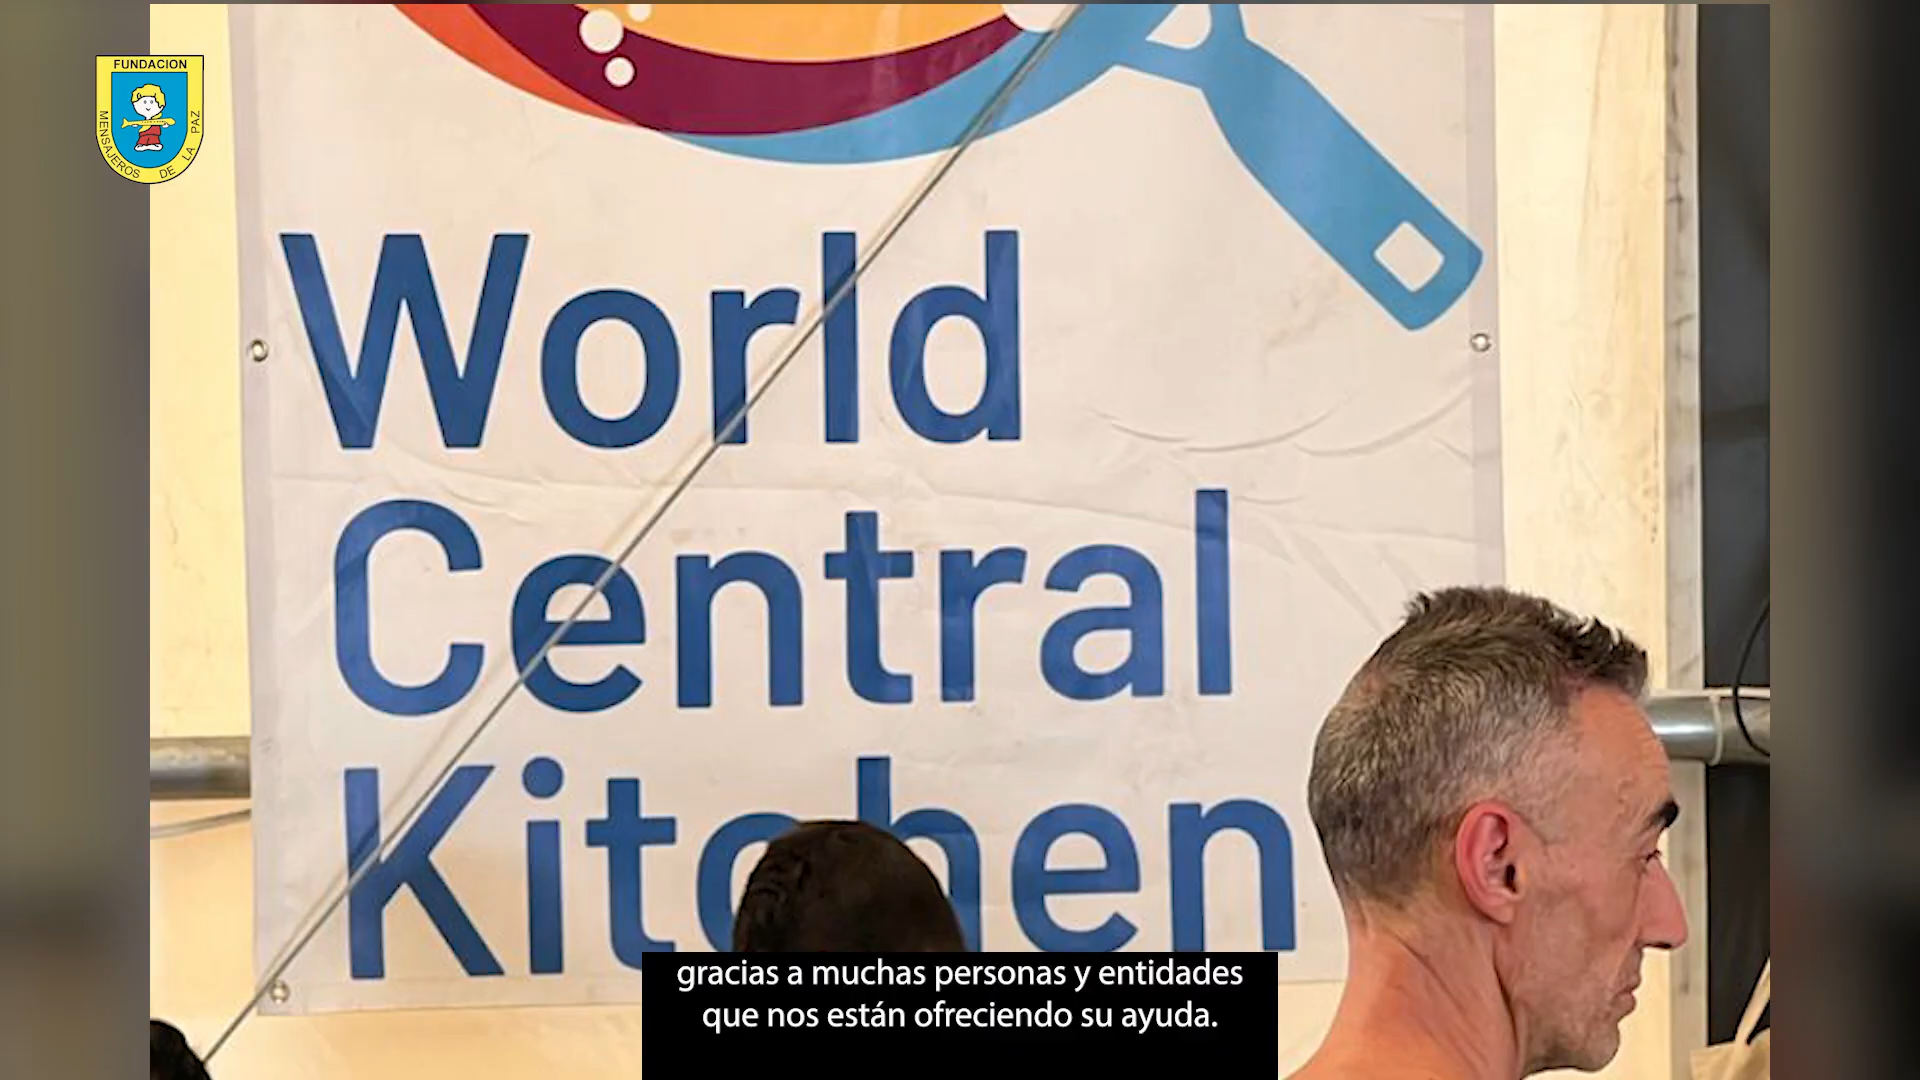 FUNDACION
MENSAJEROS DE LA PAZ
World
Central
Kitchen
gracias a muchas personas y entidades
que nos están ofreciendo su ayuda.